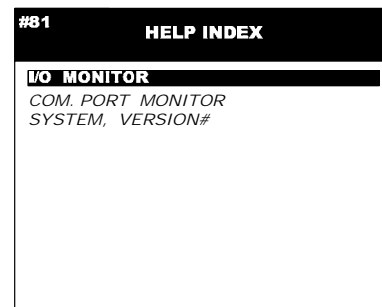 #81
HELP INDEX
I/O MONITOR
COM. PORT MONITOR
SYSTEM, VERSION#